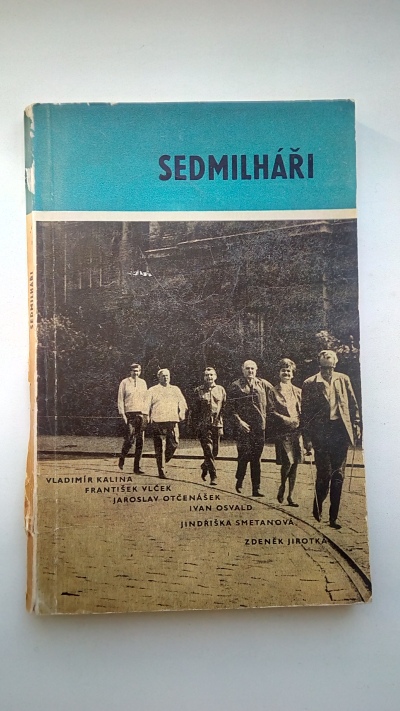 SEDMILHÁŘI
SEDMILHÁŘI
VLADIMÍR KALINA
FRANTIŠEK VLČEK
JAROSLAV OTČENÁŠEK
IVAN OSVALD
JINDŘIŠKA SMETANOVÁ
ZDENĚK JIROTKA